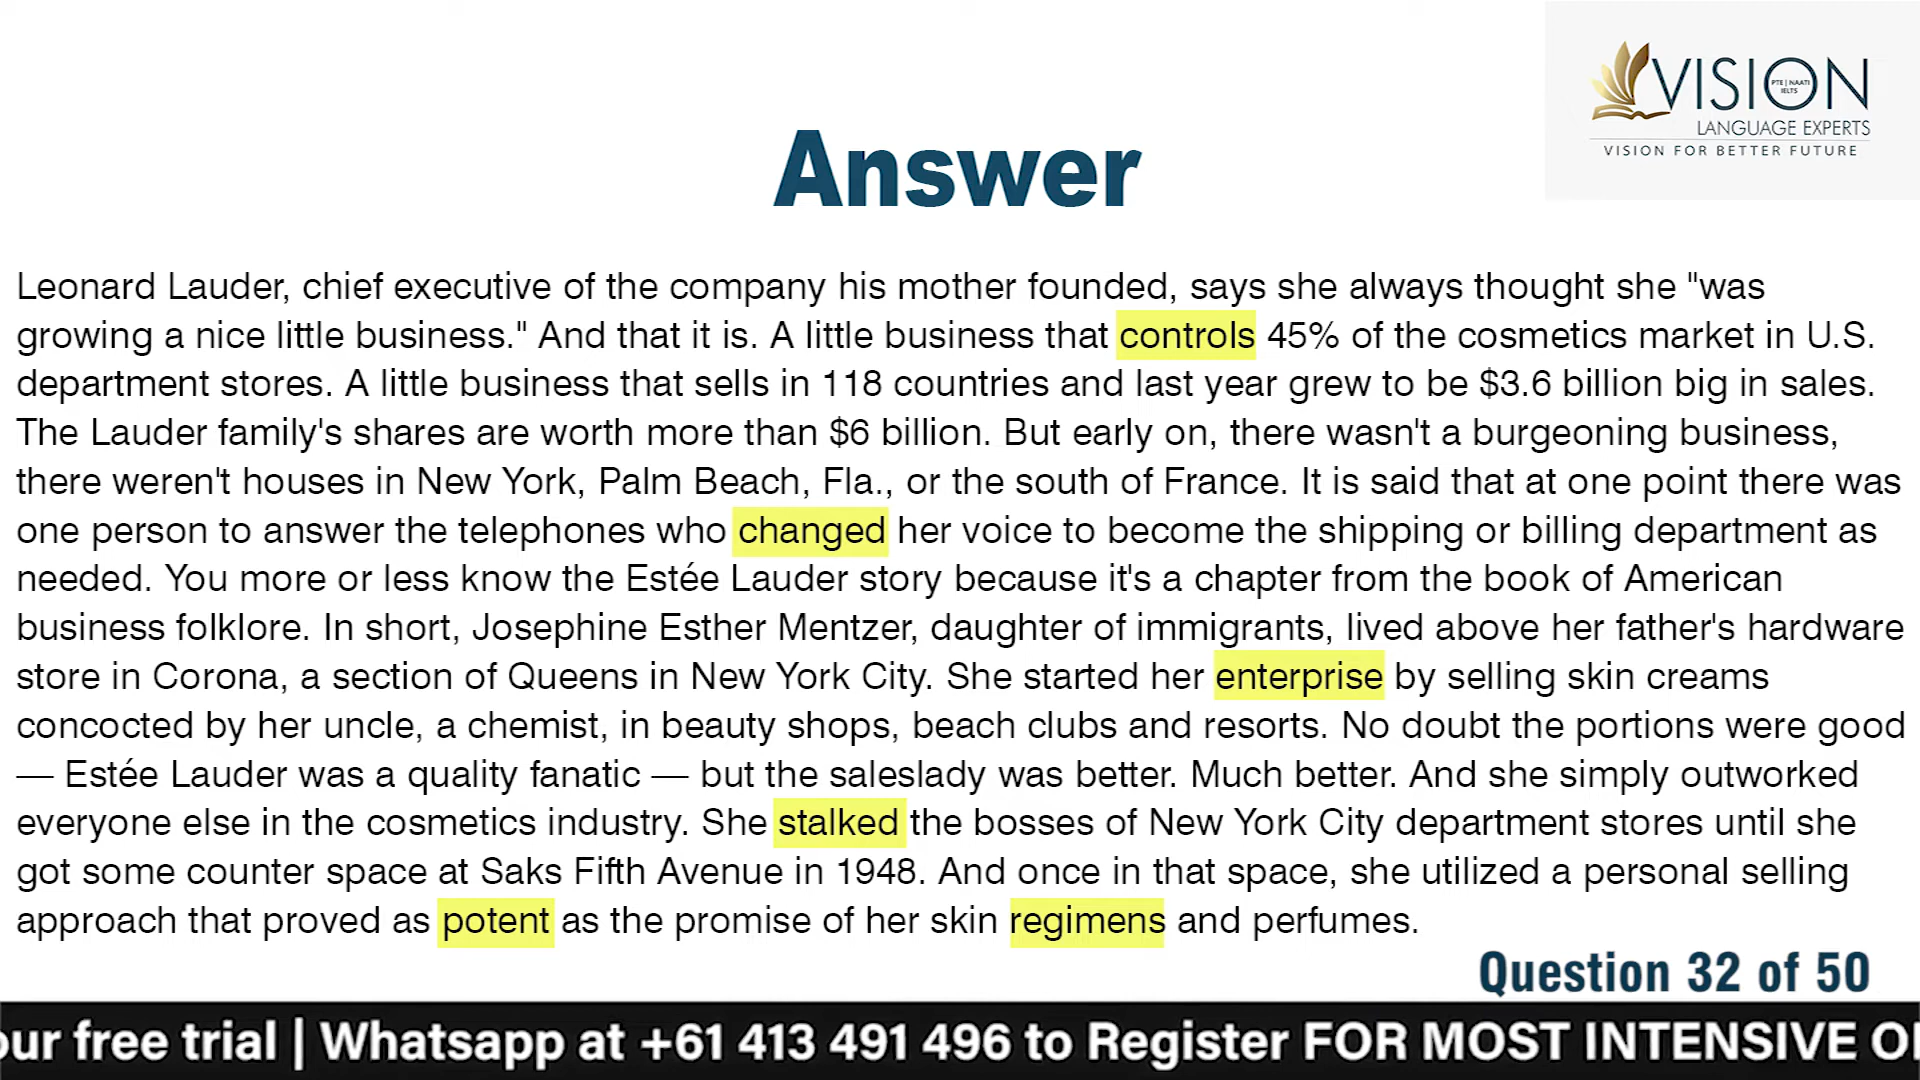 VISION
PTE | NAATI
IELTS
LANGUAGE EXPERTS
VISION FOR BETTER FUTURE
Answer
Leonard Lauder, chief executive of the company his mother founded, says she always thought she "was
growing a nice little business." And that it is. A little business that controls 45% of the cosmetics market in U.S.
department stores. A little business that sells in 118 countries and last year grew to be $3.6 billion big in sales.
The Lauder family's shares are worth more than $6 billion. But early on, there wasn't a burgeoning business,
there weren't houses in New York, Palm Beach, Fla., or the south of France. It is said that at one point there was
one person to answer the telephones who changed her voice to become the shipping or billing department as
needed. You more or less know the Estée Lauder story because it's a chapter from the book of American
business folklore. In short, Josephine Esther Mentzer, daughter of immigrants, lived above her father's hardware
store in Corona, a section of Queens in New York City. She started her enterprise by selling skin creams
concocted by her uncle, a chemist, in beauty shops, beach clubs and resorts. No doubt the portions were good
— Estée Lauder was a quality fanatic — but the saleslady was better. Much better. And she simply outworked
everyone else in the cosmetics industry. She stalked the bosses of New York City department stores until she
got some counter space at Saks Fifth Avenue in 1948. And once in that space, she utilized a personal selling
approach that proved as potent as the promise of her skin regimens and perfumes.
Question 32 of 50
our free trial | Whatsapp at +61 413 491 496 to Register FOR MOST INTENSIVE